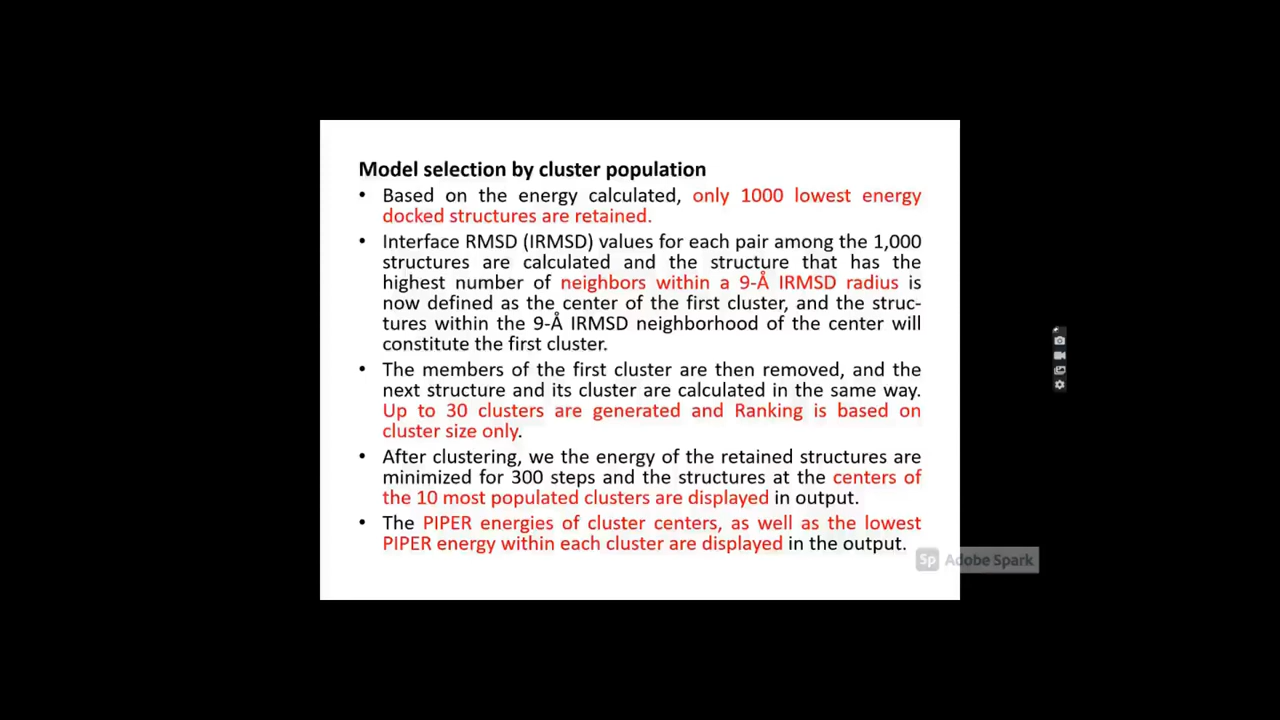 Model selection by cluster population
• Based on the energy calculated, only 1000 lowest energy
docked structures are retained.
• Interface RMSD (IRMSD) values for each pair among the 1,000
structures are calculated and the structure that has the
highest number of neighbors within a 9-Å IRMSD radius is
now defined as the center of the first cluster, and the struc-
tures within the 9-Å IRMSD neighborhood of the center will
constitute the first cluster.
• The members of the first cluster are then removed, and the
next structure and its cluster are calculated in the same way.
Up to 30 clusters are generated and Ranking is based on
cluster size only.
• After clustering, we the energy of the retained structures are
minimized for 300 steps and the structures at the centers of
the 10 most populated clusters are displayed in output.
• The PIPER energies of cluster centers, as well as the lowest
PIPER energy within each cluster are displayed in the output.
Sp Adobe Spark